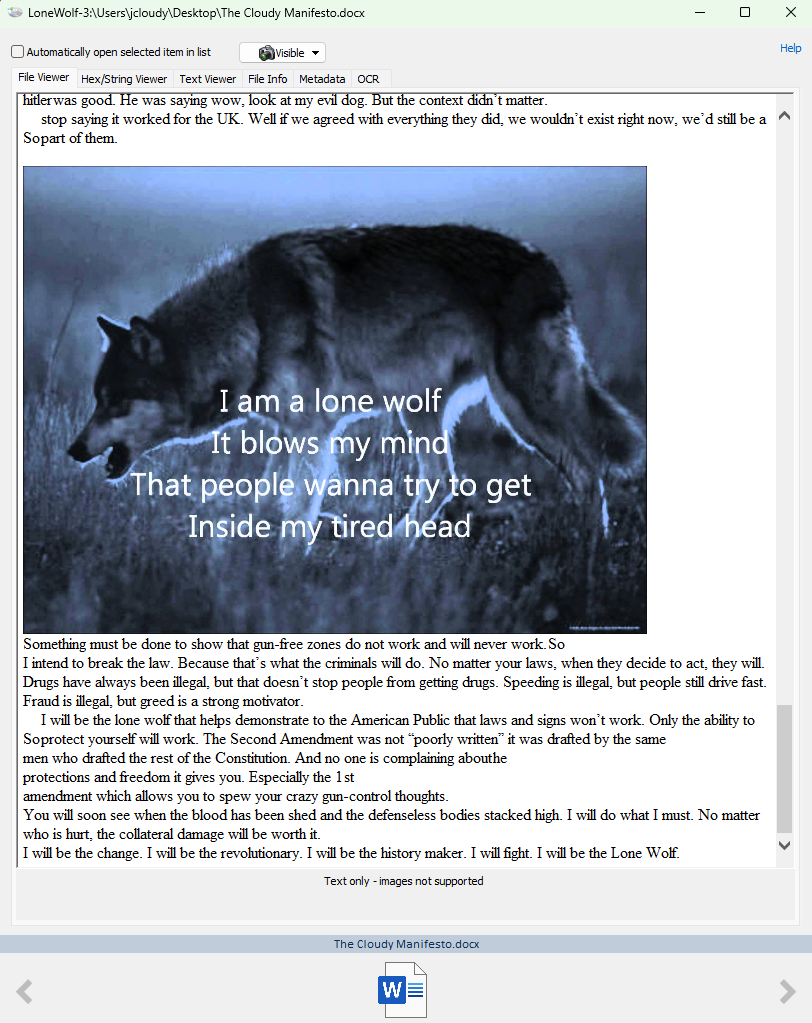 LoneWolf-3:\Users\jcloudy\Desktop\The Cloudy Manifesto.docx
Automatically open selected item in list
Visible
Help
File Viewer Hex/String Viewer Text Viewer File Info Metadata OCR
hitlerwas good. He was saying wow, look at my evil dog. But the context didn't matter.
stop saying it worked for the UK. Well if we agreed with everything they did, we wouldn't exist right now, we'd still be a
Sopart of them.
I am a lone wolf
It blows my mind
That people wanna try to get
Inside my tired head
Something must be done to show that gun-free zones do not work and will never work.So
I intend to break the law. Because that's what the criminals will do. No matter your laws, when they decide to act, they will.
Drugs have always been illegal, but that doesn't stop people from getting drugs. Speeding is illegal, but people still drive fast.
Fraud is illegal, but greed is a strong motivator.
I will be the lone wolf that helps demonstrate to the American Public that laws and signs won't work. Only the ability to
Soprotect yourself will work. The Second Amendment was not “poorly written” it was drafted by the same
men who drafted the rest of the Constitution. And no one is complaining abouthe
protections and freedom it gives you. Especially the 1st
amendment which allows you to spew your crazy gun-control thoughts.
You will soon see when the blood has been shed and the defenseless bodies stacked high. I will do what I must. No matter
who is hurt, the collateral damage will be worth it.
I will be the change. I will be the revolutionary. I will be the history maker. I will fight. I will be the Lone Wolf.
Text only - images not supported
The Cloudy Manifesto.docx
W